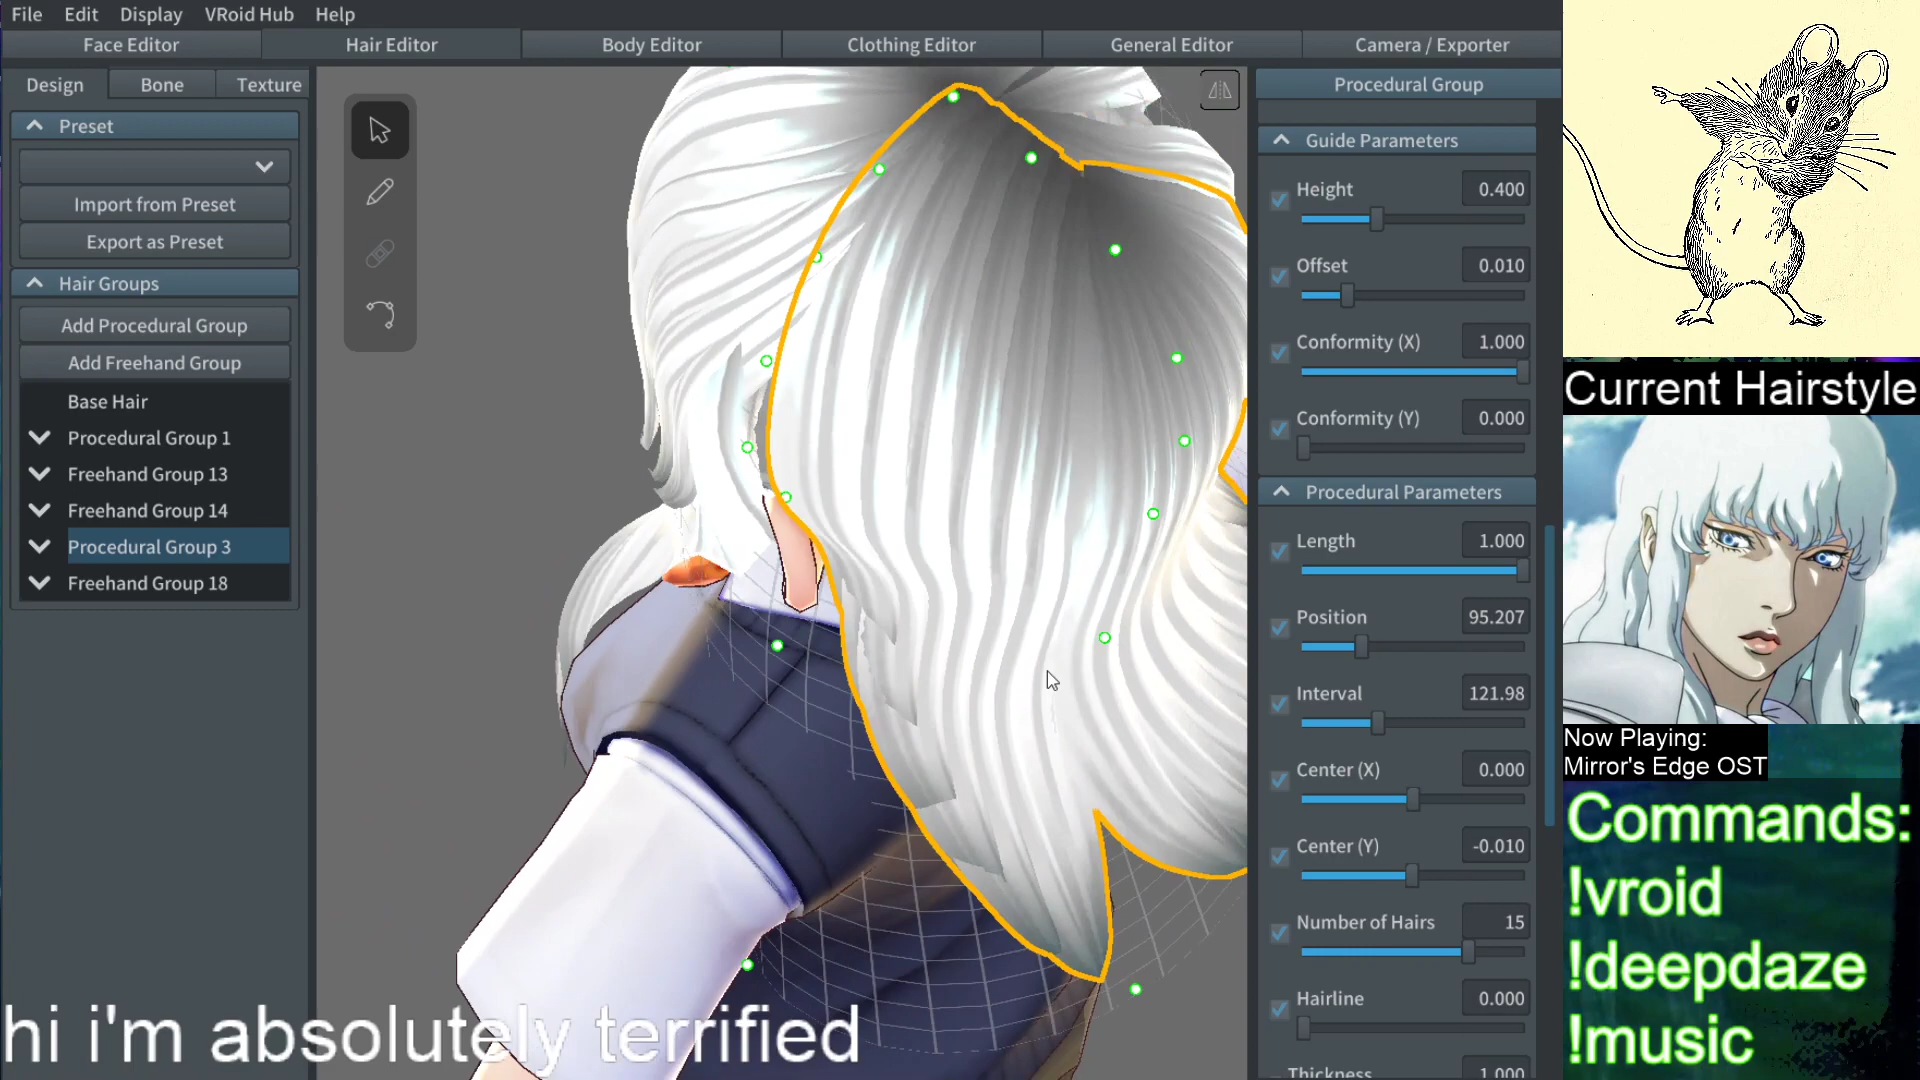 File Edit Display VRoid Hub Help
Face Editor Hair Editor Body Editor Clothing Editor General Editor Camera / Exporter
Design Bone Texture
Preset
Import from Preset
Export as Preset
Hair Groups
Add Procedural Group
Add Freehand Group
Base Hair
Procedural Group 1
Freehand Group 13
Freehand Group 14
Procedural Group 3
Freehand Group 18
Procedural Group
Guide Parameters
Height 0.400
Offset 0.010
Conformity (X) 1.000
Conformity (Y) 0.000
Procedural Parameters
Length 1.000
Position 95.207
Interval 121.98
Center (X) 0.000
Center (Y) -0.010
Number of Hairs 15
Hairline 0.000
Thickness 1.000
Current Hairstyle
Now Playing:
Mirror's Edge OST
Commands:
!vroid
!deepdaze
!music
hi i'm absolutely terrified